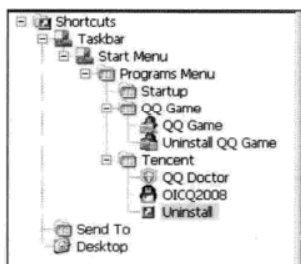 Shortcuts
Taskbar
Start Menu
Programs Menu
Startup
QQ Game
QQ Game
Uninstall QQ Game
Tencent
QQ Doctor
OICQ2008
Uninstall
Send To
Desktop